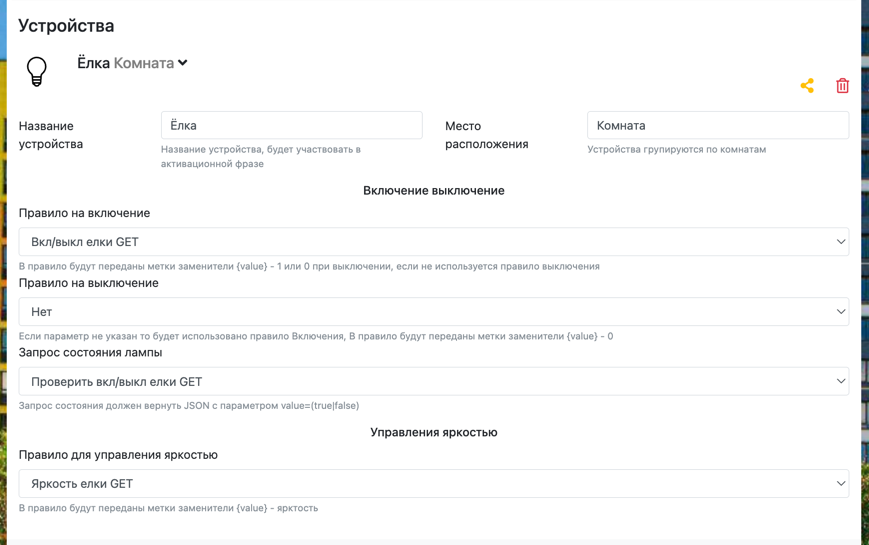 Устройства
Ёлка Комната
Название
устройства
Ёлка
Название устройства, будет участвовать в
активационной фразе
Место
расположения
Комната
Устройства групируются по комнатам
Включение выключение
Правило на включение
Вкл/выкл елки GET
В правило будут переданы метки заменители {value} - 1 или 0 при выключении, если не используется правило выключения
Правило на выключение
Нет
Если параметр не указан то будет использовано правило Включения, В правило будут переданы метки заменители {value} - 0
Запрос состояния лампы
Проверить вкл/выкл елки GET
Запрос состояния должен вернуть JSON с параметром value=(true|false)
Управления яркостью
Правило для управления яркостью
Яркость елки GET
В правило будут переданы метки заменители {value} - ярктость